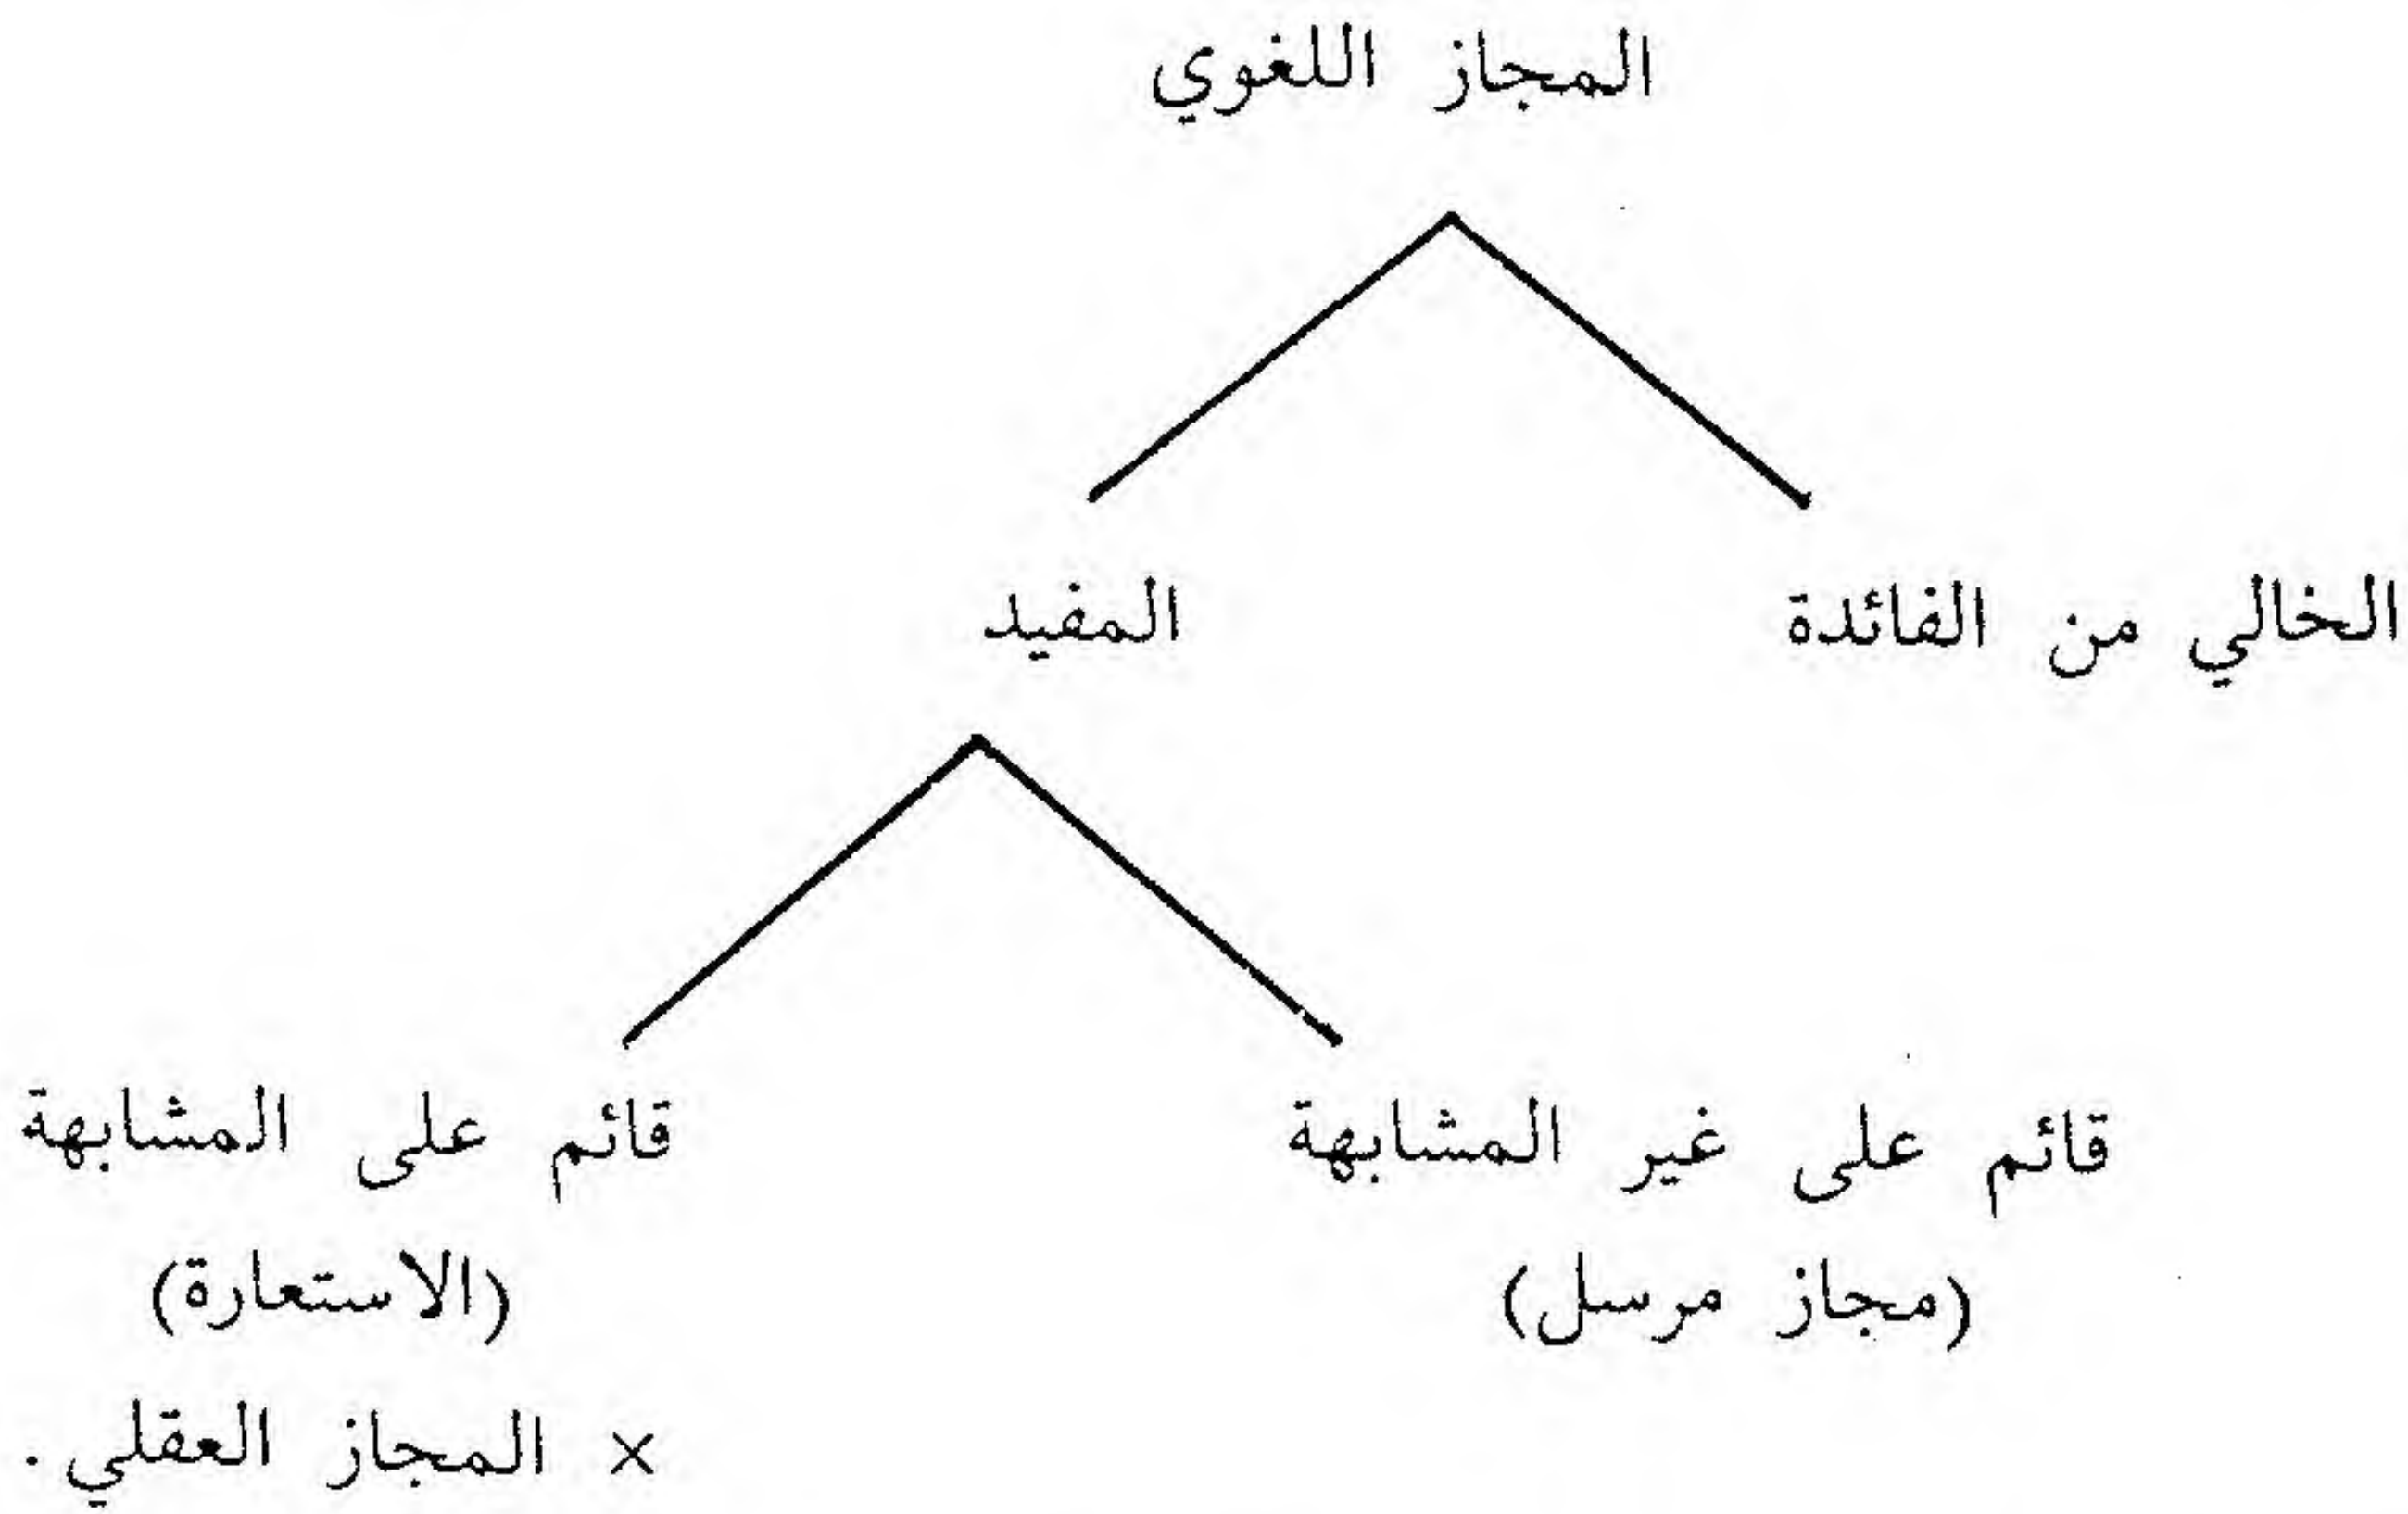 المجاز اللغوي
الخالي من الفائدة
المفيد
قائم على غير المشابهة
(مجاز مرسل)
قائم على المشابهة
(الاستعارة)
× المجاز العقلي.